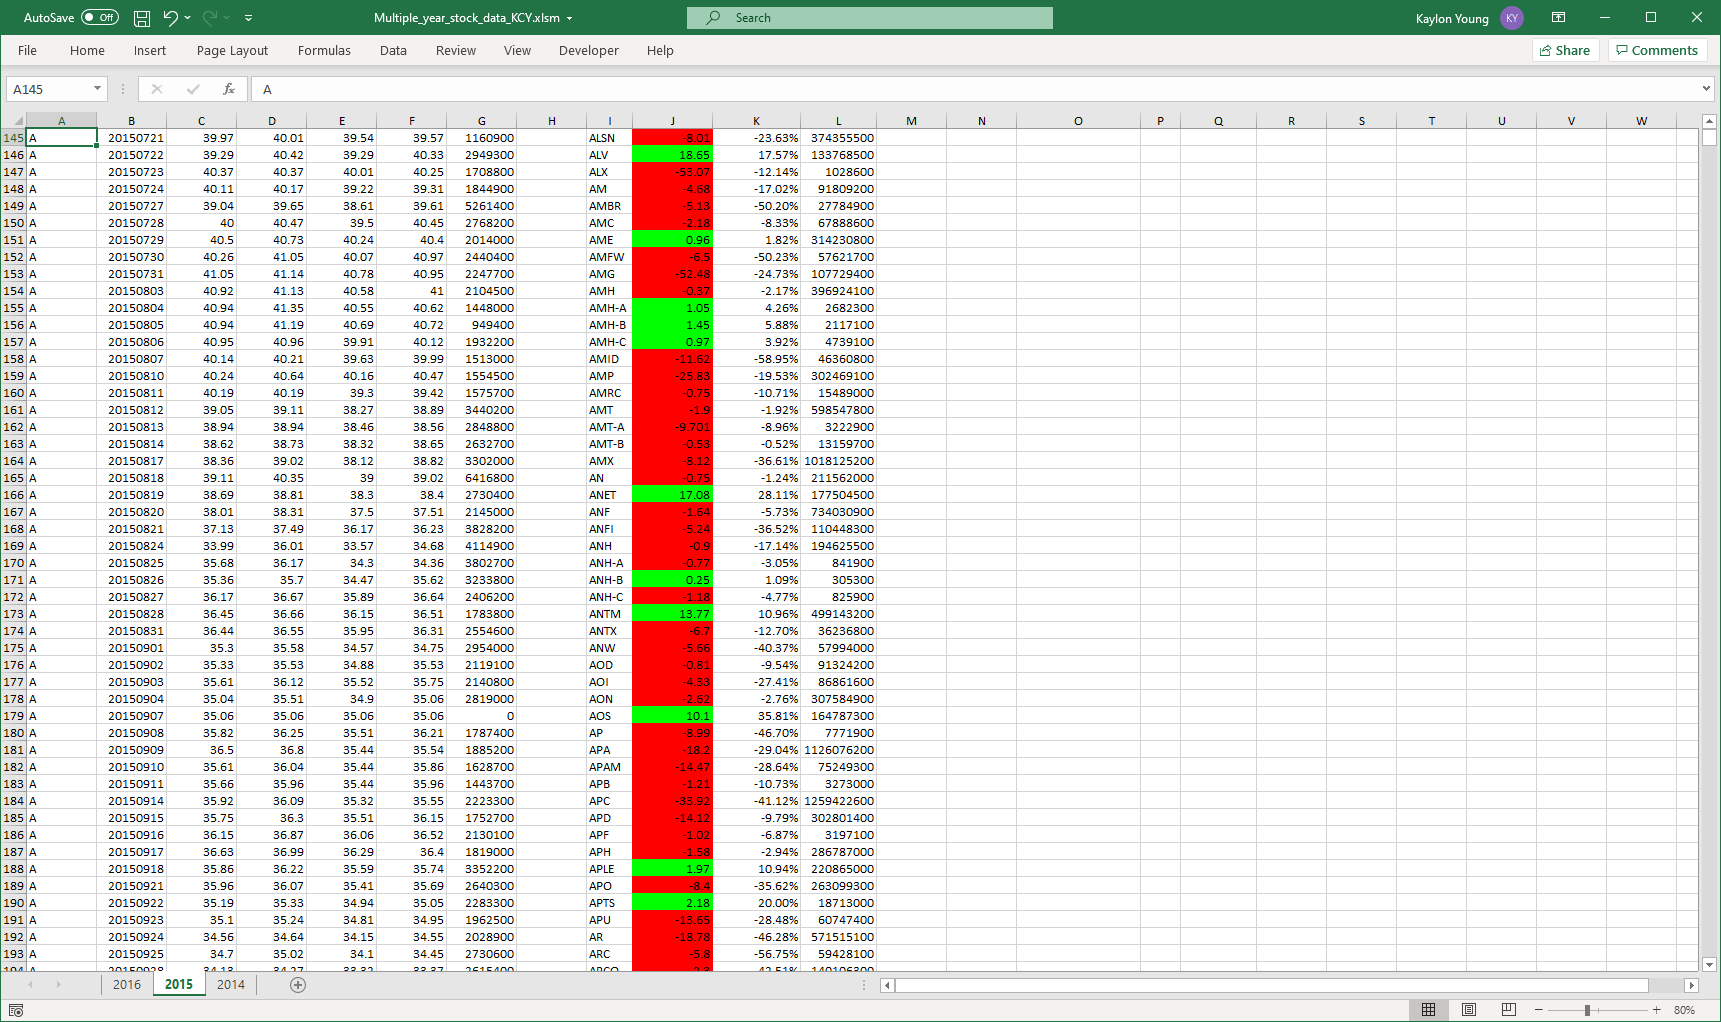 AutoSave Off Multiple_year_stock_data_KCY.xlsm Search Kaylon Young KY
File Home Insert Page Layout Formulas Data Review View Developer Help Share Comments
A145 fx A
A B C D E F G H I J K L M N O P Q R S T U V W
145 A 20150721 39.97 40.01 39.54 39.57 1160900 ALSN -8.01 -23.63% 374355500
146 A 20150722 39.29 40.42 39.29 40.33 2949300 ALV 18.65 17.57% 133768500
147 A 20150723 40.37 40.37 40.01 40.25 1708800 ALX -53.07 -12.14% 1028600
148 A 20150724 40.11 40.17 39.22 39.31 1844900 AM -4.68 -17.02% 91809200
149 A 20150727 39.04 39.65 38.61 39.61 5261400 AMBR -5.13 -50.20% 27784900
150 A 20150728 40 40.47 39.5 40.45 2768200 AMC -2.18 -8.33% 67888600
151 A 20150729 40.5 40.73 40.24 40.4 2014000 AME 0.96 1.82% 314230800
152 A 20150730 40.26 41.05 40.07 40.97 2440400 AMFW -6.5 -50.23% 57621700
153 A 20150731 41.05 41.14 40.78 40.95 2247700 AMG -52.48 -24.73% 107729400
154 A 20150803 40.92 41.13 40.58 41 2104500 AMH -0.37 -2.17% 396924100
155 A 20150804 40.94 41.35 40.55 40.62 1448000 AMH-A 1.05 4.26% 2682300
156 A 20150805 40.94 41.19 40.69 40.72 949400 AMH-B 1.45 5.88% 2117100
157 A 20150806 40.95 40.96 39.91 40.12 1932200 AMH-C 0.97 3.92% 4739100
158 A 20150807 40.14 40.21 39.63 39.99 1513000 AMID -11.62 -58.95% 46360800
159 A 20150810 40.24 40.64 40.16 40.47 1554500 AMP -25.83 -19.53% 302469100
160 A 20150811 40.19 40.19 39.3 39.42 1575700 AMRC -0.75 -10.71% 15489000
161 A 20150812 39.05 39.11 38.27 38.89 3440200 AMT -1.9 -1.92% 598547800
162 A 20150813 38.94 38.94 38.46 38.56 2848800 AMT-A -9.701 -8.96% 3222900
163 A 20150814 38.62 38.73 38.32 38.65 2632700 AMT-B -0.53 -0.52% 13159700
164 A 20150817 38.36 39.02 38.12 38.82 3302000 AMX -8.12 -36.61% 1018125200
165 A 20150818 39.11 40.35 39 39.02 6416800 AN -0.75 -1.24% 211562000
166 A 20150819 38.69 38.81 38.3 38.4 2730400 ANET 17.08 28.11% 177504500
167 A 20150820 38.01 38.31 37.5 37.51 2145000 ANF -1.64 -5.73% 734030900
168 A 20150821 37.13 37.49 36.17 36.23 3828200 ANFI -5.24 -36.52% 110448300
169 A 20150824 33.99 36.01 33.57 34.68 4114900 ANH -0.9 -17.14% 194625500
170 A 20150825 35.68 36.17 34.3 34.36 3802700 ANH-A -0.77 -3.05% 841900
171 A 20150826 35.36 35.7 34.47 35.62 3233800 ANH-B 0.25 1.09% 305300
172 A 20150827 36.17 36.67 35.89 36.64 2406200 ANH-C -1.18 -4.77% 825900
173 A 20150828 36.45 36.66 36.15 36.51 1783800 ANTM 13.77 10.96% 499143200
174 A 20150831 36.44 36.55 35.95 36.31 2554600 ANTX -6.7 -12.70% 36236800
175 A 20150901 35.3 35.58 34.57 34.75 2954000 ANW -5.66 -40.37% 57994000
176 A 20150902 35.33 35.53 34.88 35.53 2119100 AOD -0.81 -9.54% 91324200
177 A 20150903 35.61 36.12 35.52 35.75 2140800 AOI -4.33 -27.41% 86861600
178 A 20150904 35.04 35.51 34.9 35.06 2819000 AON -2.62 -2.76% 307584900
179 A 20150907 35.06 35.06 35.06 35.06 0 AOS 10.1 35.81% 164787300
180 A 20150908 35.82 36.25 35.51 36.21 1787400 AP -8.99 -46.70% 7771900
181 A 20150909 36.5 36.8 35.44 35.54 1885200 APA -18.2 -29.04% 1126076200
182 A 20150910 35.61 36.04 35.44 35.86 1628700 APAM -14.47 -28.64% 75249300
183 A 20150911 35.66 35.96 35.44 35.96 1443700 APB -1.21 -10.73% 3273000
184 A 20150914 35.92 36.09 35.32 35.55 2223300 APC -33.92 -41.12% 1259422600
185 A 20150915 35.75 36.3 35.51 36.15 1752700 APD -14.12 -9.79% 302801400
186 A 20150916 36.15 36.87 36.06 36.52 2130100 APF -1.02 -6.87% 3197100
187 A 20150917 36.63 36.99 36.29 36.4 1819000 APH -1.58 -2.94% 286787000
188 A 20150918 35.86 36.22 35.59 35.74 3352200 APLE 1.97 10.94% 220865000
189 A 20150921 35.96 36.07 35.41 35.69 2640300 APO -8.4 -35.62% 263099300
190 A 20150922 35.19 35.33 34.94 35.05 2283300 APTS 2.18 20.00% 18713000
191 A 20150923 35.1 35.24 34.81 34.95 1962500 APU -13.65 -28.48% 60747400
192 A 20150924 34.56 34.64 34.15 34.55 2028900 AR -18.78 -46.28% 571515100
193 A 20150925 34.7 35.02 34.1 34.45 2730600 ARC -5.8 -56.75% 59428100
2016 2015 2014
80%